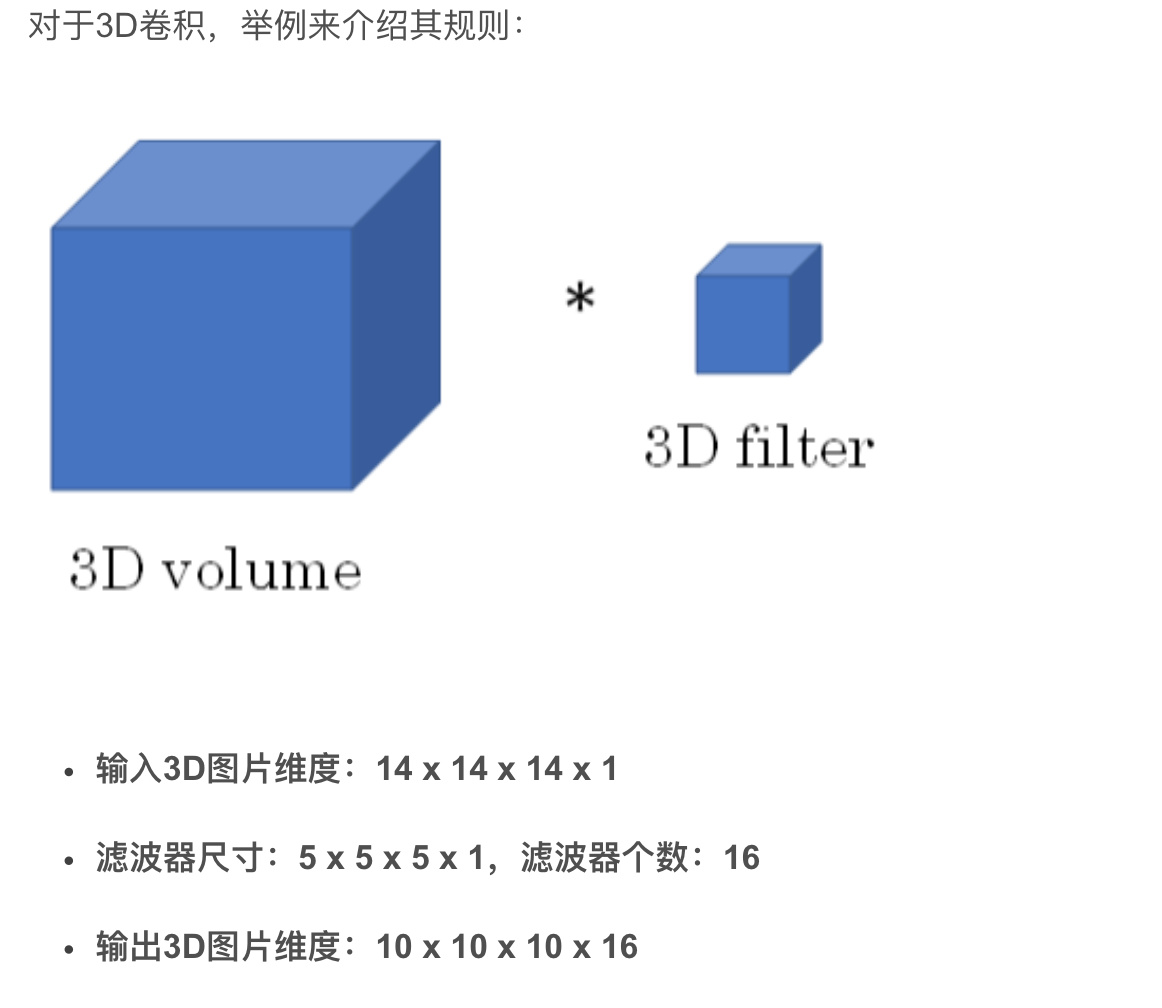 对于3D卷积，举例来介绍其规则：
*
3D filter
3D volume
• 输入3D图片维度：14 x 14 x 14 x 1
• 滤波器尺寸：5 x 5 x 5 x 1，滤波器个数：16
• 输出3D图片维度：10 x 10 x 10 x 16